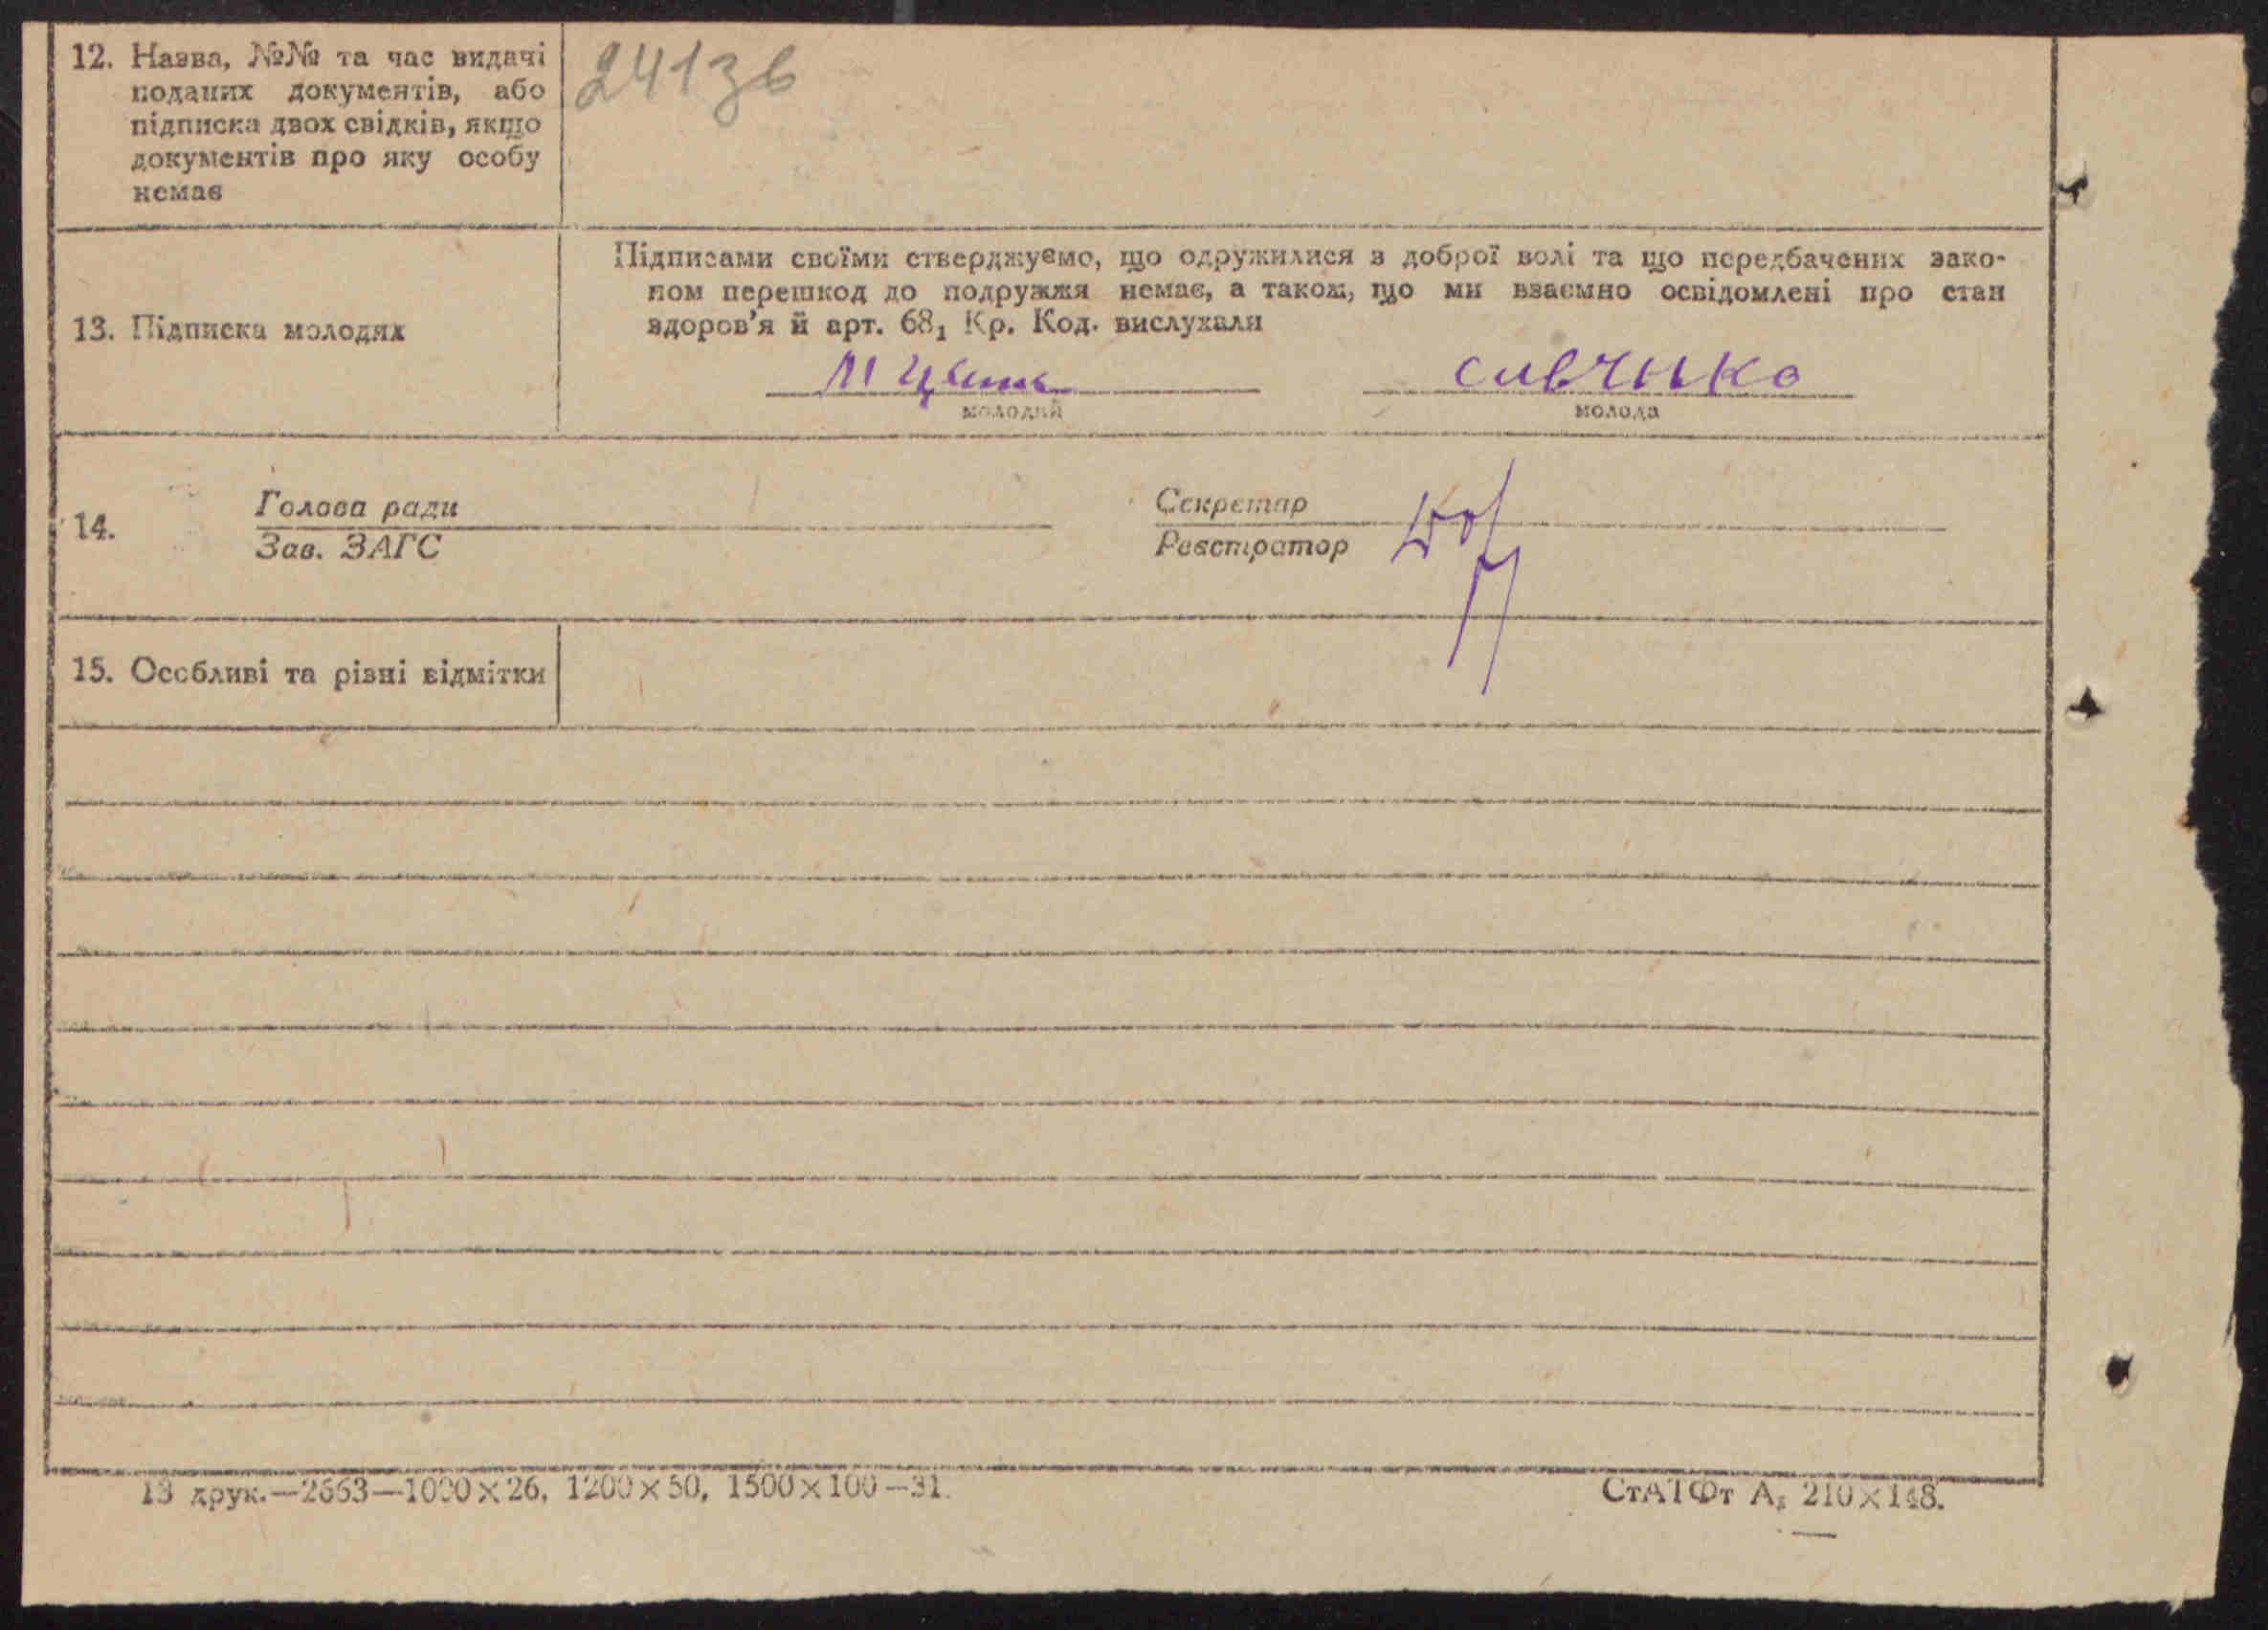 12. Назва, №№ та час видачі
поданих документів, або
підписка двох свідків, якщо
документів про яку особу
немає
241зв
13. Підписка молодих
Підписами своїми стверджуємо, що одружилися з доброї волі та що передбачених зако-
ном перешкод до подружжя немає, а також, що ми взаємно освідомлені про стан
здоров'я й арт. 68₁ Кр. Код. вислухали
сивчико
молодий
молода
14.
Голова ради
Зав. ЗАГС
Секретар
Реєстратор
15. Особливі та різні відмітки
13 друк.—2663—1000×26, 1200×50, 1500×100—31.
СтАТФт А₅ 210×148.